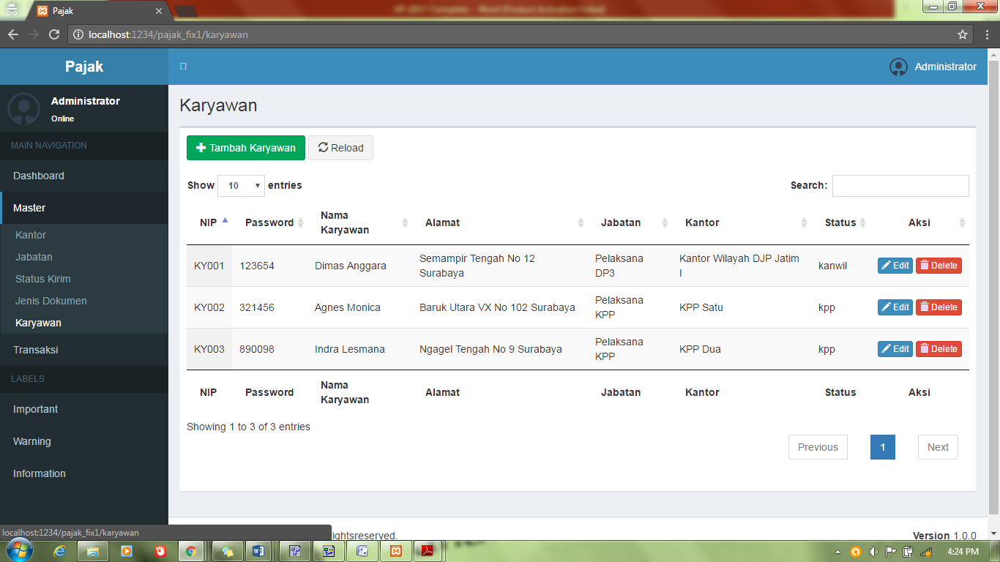 Pajak
localhost:1234/pajak_fix1/karyawan
Pajak
Administrator
Administrator
Online
MAIN NAVIGATION
Dashboard
Master
Kantor
Jabatan
Status Kirim
Jenis Dokumen
Karyawan
Transaksi
LABELS
Important
Warning
Information
Karyawan
Tambah Karyawan Reload
Show 10 entries Search:
NIP Password Nama Karyawan Alamat Jabatan Kantor Status Aksi
KY001 123654 Dimas Anggara Semampir Tengah No 12 Surabaya Pelaksana DP3 Kantor Wilayah DJP Jatim I kanwil Edit Delete
KY002 321456 Agnes Monica Baruk Utara VX No 102 Surabaya Pelaksana KPP KPP Satu kpp Edit Delete
KY003 890098 Indra Lesmana Ngagel Tengah No 9 Surabaya Pelaksana KPP KPP Dua kpp Edit Delete
NIP Password Nama Karyawan Alamat Jabatan Kantor Status Aksi
Showing 1 to 3 of 3 entries
Previous 1 Next
localhost:1234/pajak_fix1/karyawan
ightsreserved. Version 1.0.0
4:24 PM